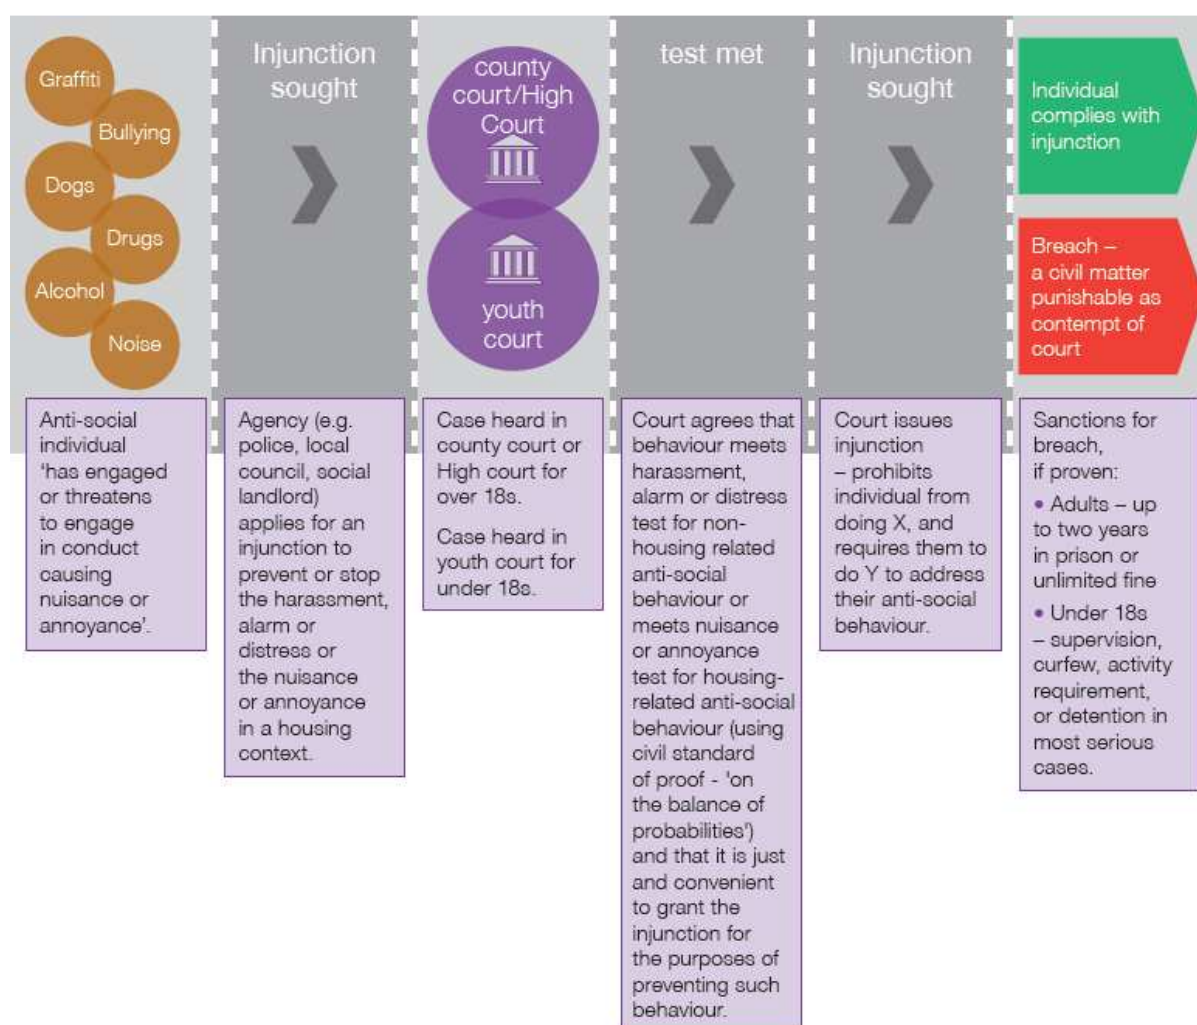 Graffiti
Bullying
Dogs
Drugs
Alcohol
Noise
Injunction
sought
county
court/High
Court
youth
court
test met
Injunction
sought
Individual
complies with
injunction
Breach –
a civil matter
punishable as
contempt of
court
Anti-social
individual
'has engaged
or threatens
to engage
in conduct
causing
nuisance or
annoyance'.
Agency (e.g.
police, local
council, social
landlord)
applies for an
injunction to
prevent or stop
the harassment,
alarm or
distress or
the nuisance
or annoyance
in a housing
context.
Case heard in
county court or
High court for
over 18s.
Case heard in
youth court for
under 18s.
Court agrees that
behaviour meets
harassment,
alarm or distress
test for non-
housing related
anti-social
behaviour or
meets nuisance
or annoyance
test for housing-
related anti-social
behaviour (using
civil standard
of proof - 'on
the balance of
probabilities')
and that it is just
and convenient
to grant the
injunction for
the purposes of
preventing such
behaviour.
Court issues
injunction
– prohibits
individual from
doing X, and
requires them to
do Y to address
their anti-social
behaviour.
Sanctions for
breach,
if proven:
• Adults – up
to two years
in prison or
unlimited fine
• Under 18s
– supervision,
curfew, activity
requirement,
or detention in
most serious
cases.